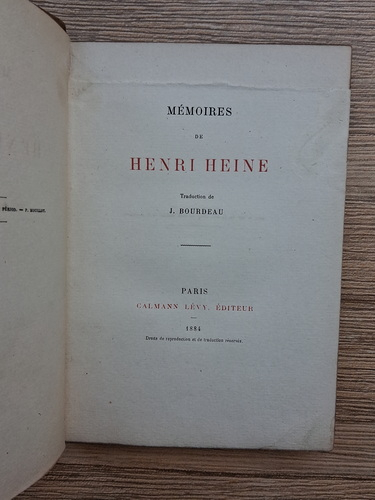 MÉMOIRES
DE
HENRI HEINE
Traduction de
J. BOURDEAU
PARIS
CALMANN LÉVY, ÉDITEUR
1884
Droits de reproduction et de traduction réservés